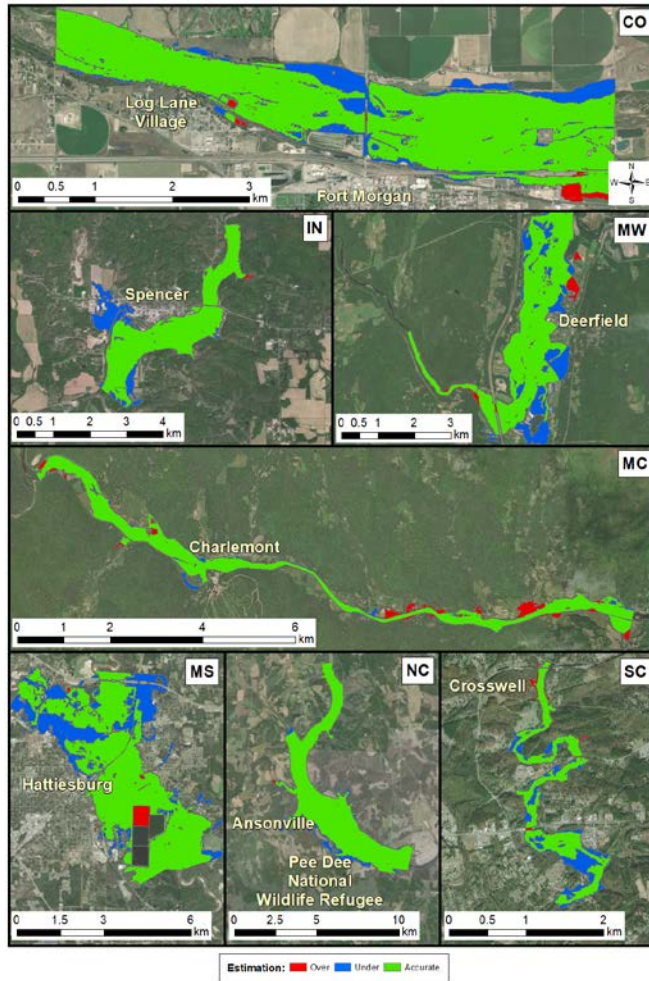 CO
Log Lane
Village
Fort Morgan
N
W E
S
0 0.5 1 2 3
km
IN
Spencer
0 0.5 1 2 3 4
km
MW
Deerfield
0 0.5 1 2 3
km
MC
Charlemont
0 1 2 4 6
km
MS
Hattiesburg
0 1.5 3 6
km
NC
Ansonville
Pee Dee
National
Wildlife Refugee
0 2.5 5 10
km
SC
Crosswell
0 0.5 1 2
km
Estimation: Over Under Accurate